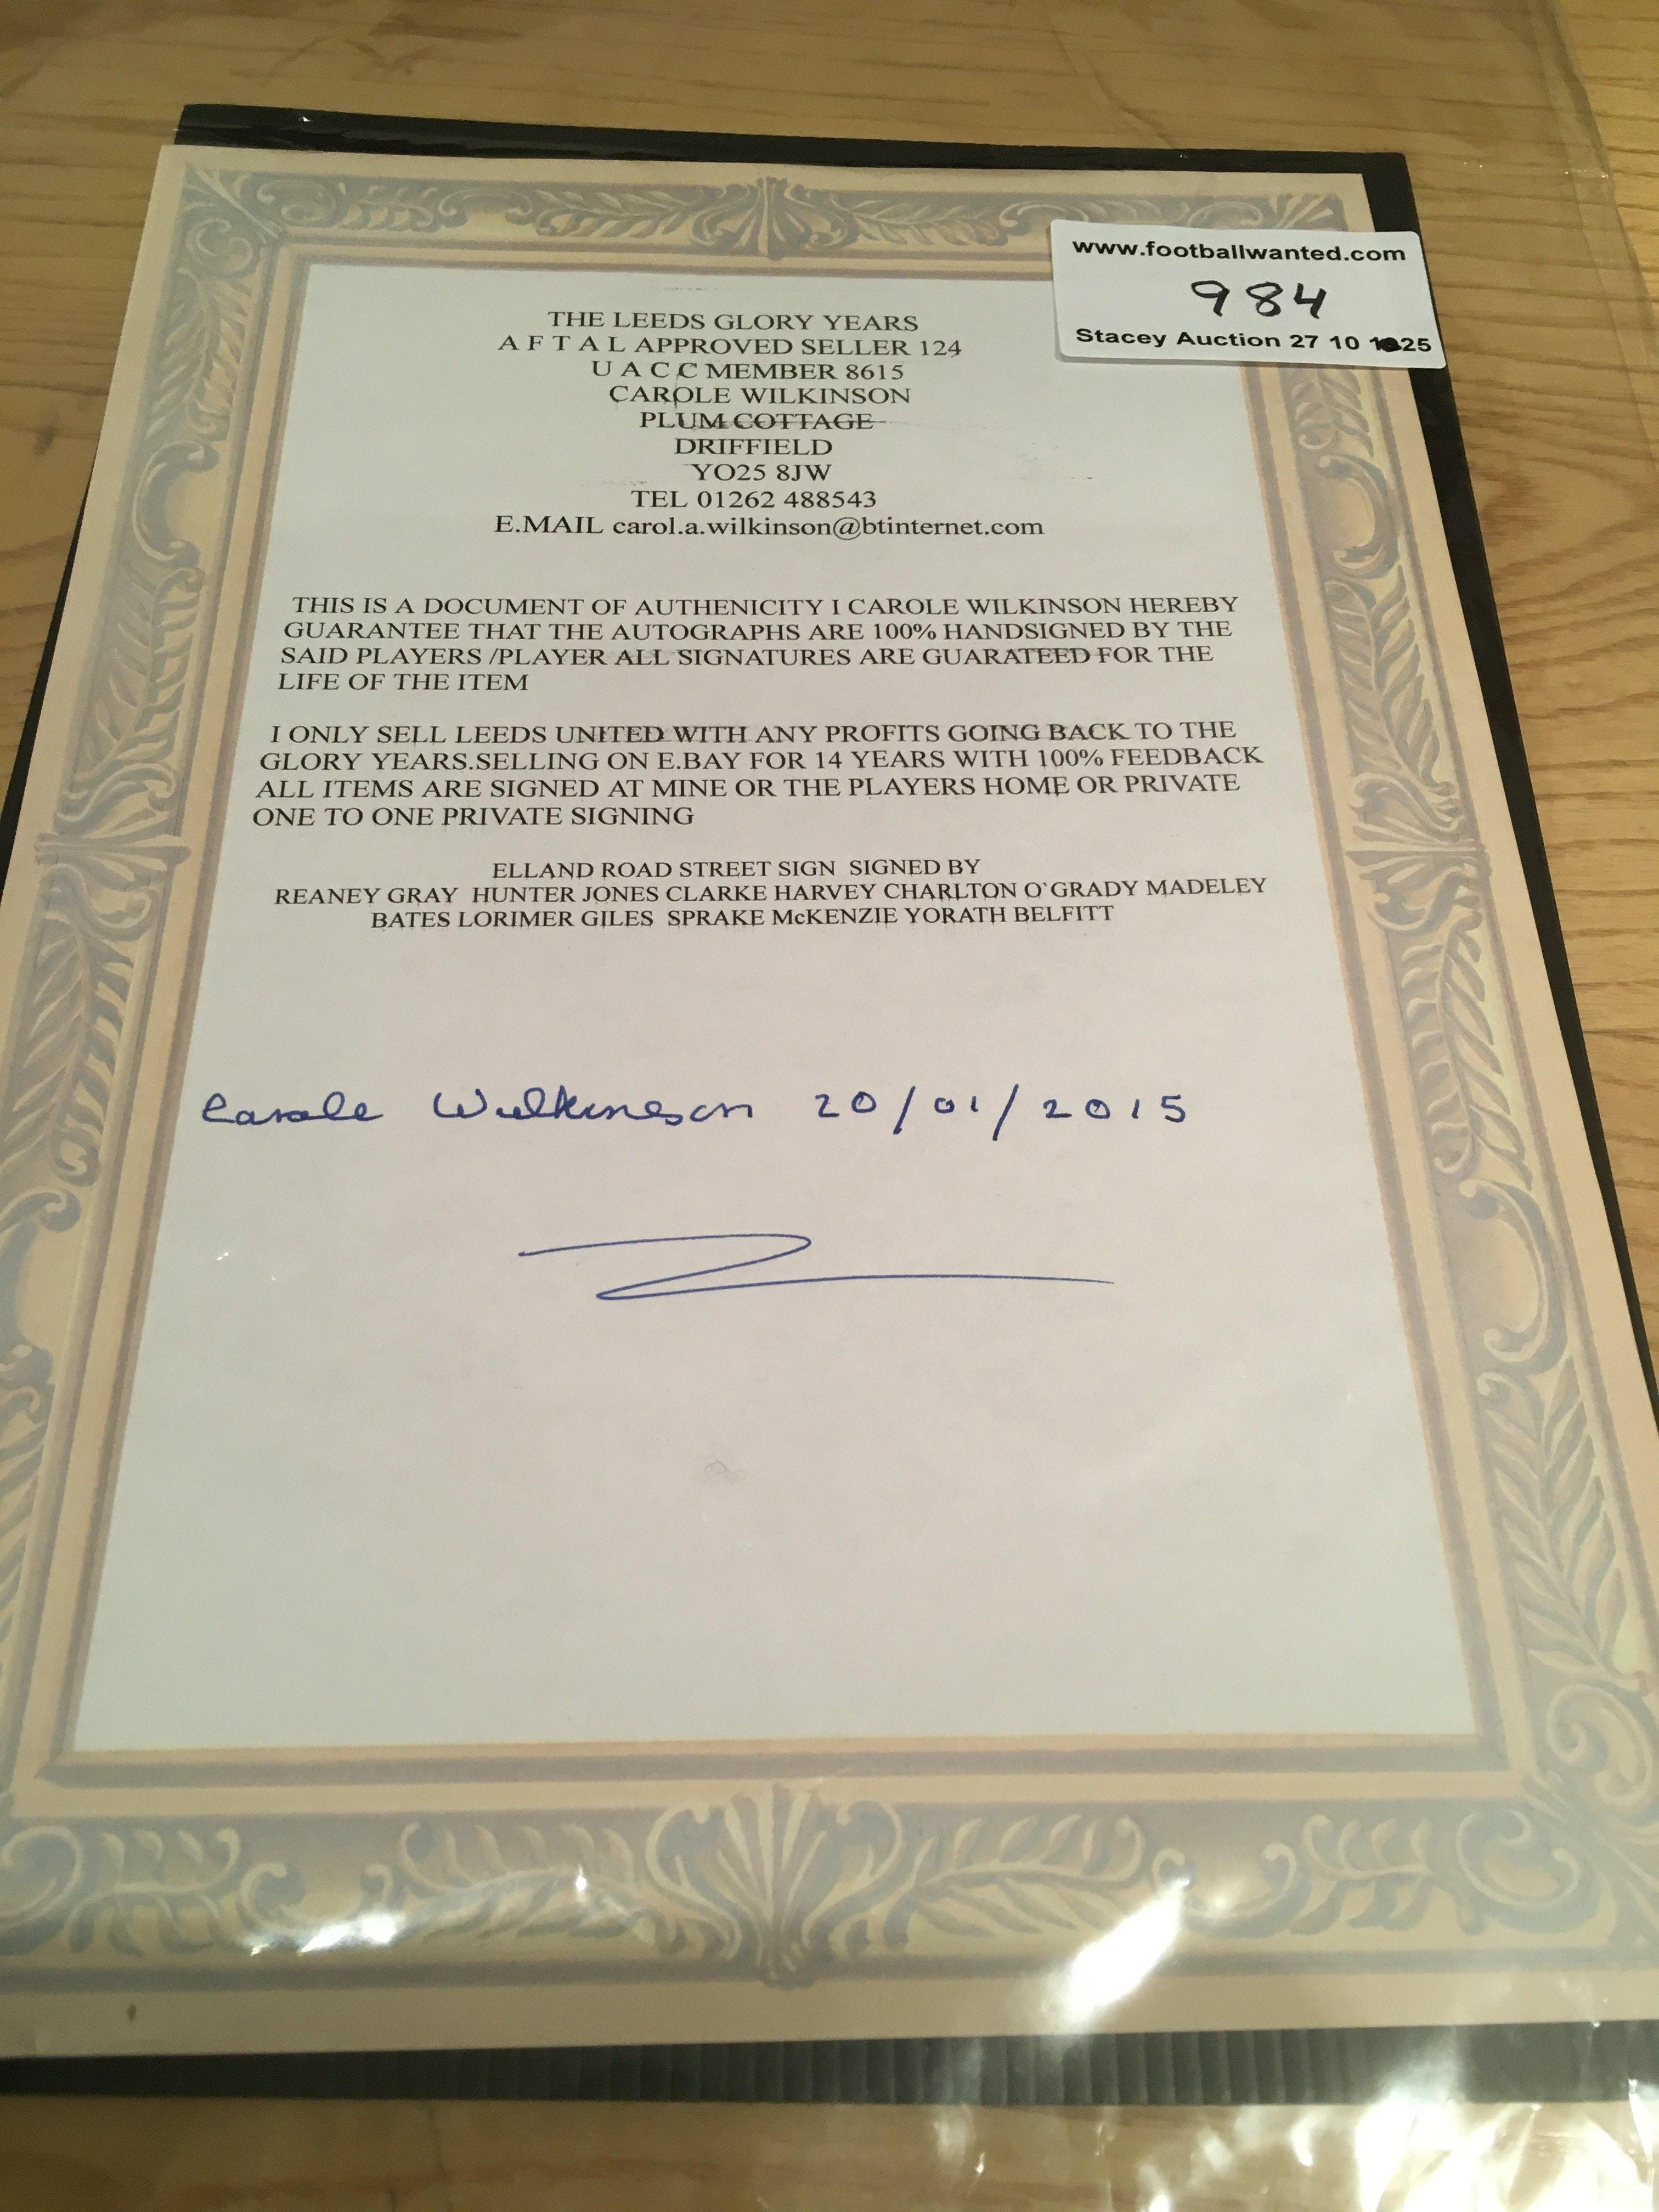 www.footballwanted.com
984
Stacey Auction 27 10 25
THE LEEDS GLORY YEARS
A F T A L APPROVED SELLER 124
U A C C MEMBER 8615
CAROLE WILKINSON
PLUM COTTAGE
DRIFFIELD
YO25 8JW
TEL 01262 488543
E.MAIL carol.a.wilkinson@btinternet.com
THIS IS A DOCUMENT OF AUTHENICITY I CAROLE WILKINSON HEREBY
GUARANTEE THAT THE AUTOGRAPHS ARE 100% HANDSIGNED BY THE
SAID PLAYERS /PLAYER ALL SIGNATURES ARE GUARATEED FOR THE
LIFE OF THE ITEM
I ONLY SELL LEEDS UNITED WITH ANY PROFITS GOING BACK TO THE
GLORY YEARS.SELLING ON E.BAY FOR 14 YEARS WITH 100% FEEDBACK
ALL ITEMS ARE SIGNED AT MINE OR THE PLAYERS HOME OR PRIVATE
ONE TO ONE PRIVATE SIGNING
ELLAND ROAD STREET SIGN SIGNED BY
REANEY GRAY HUNTER JONES CLARKE HARVEY CHARLTON O`GRADY MADELEY
BATES LORIMER GILES SPRAKE McKENZIE YORATH BELFITT
Carole Wilkinson 20/01/2015